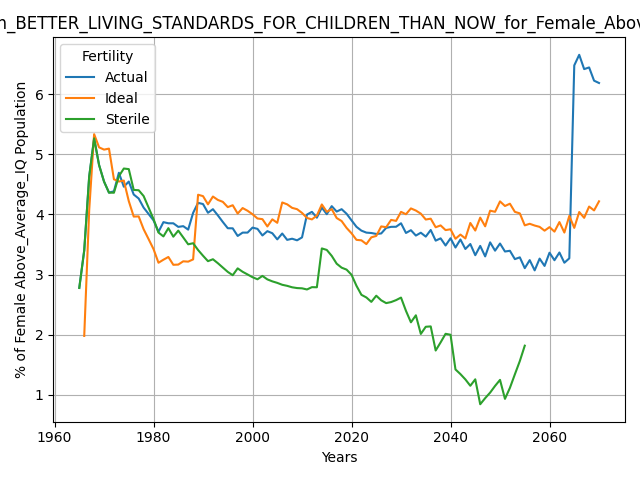 n_BETTER_LIVING_STANDARDS_FOR_CHILDREN_THAN_NOW_for_Female_Abov
Fertility
Actual
Ideal
Sterile
% of Female Above_Average_IQ Population
6
5
4
3
2
1
1960 1980 2000 2020 2040 2060
Years